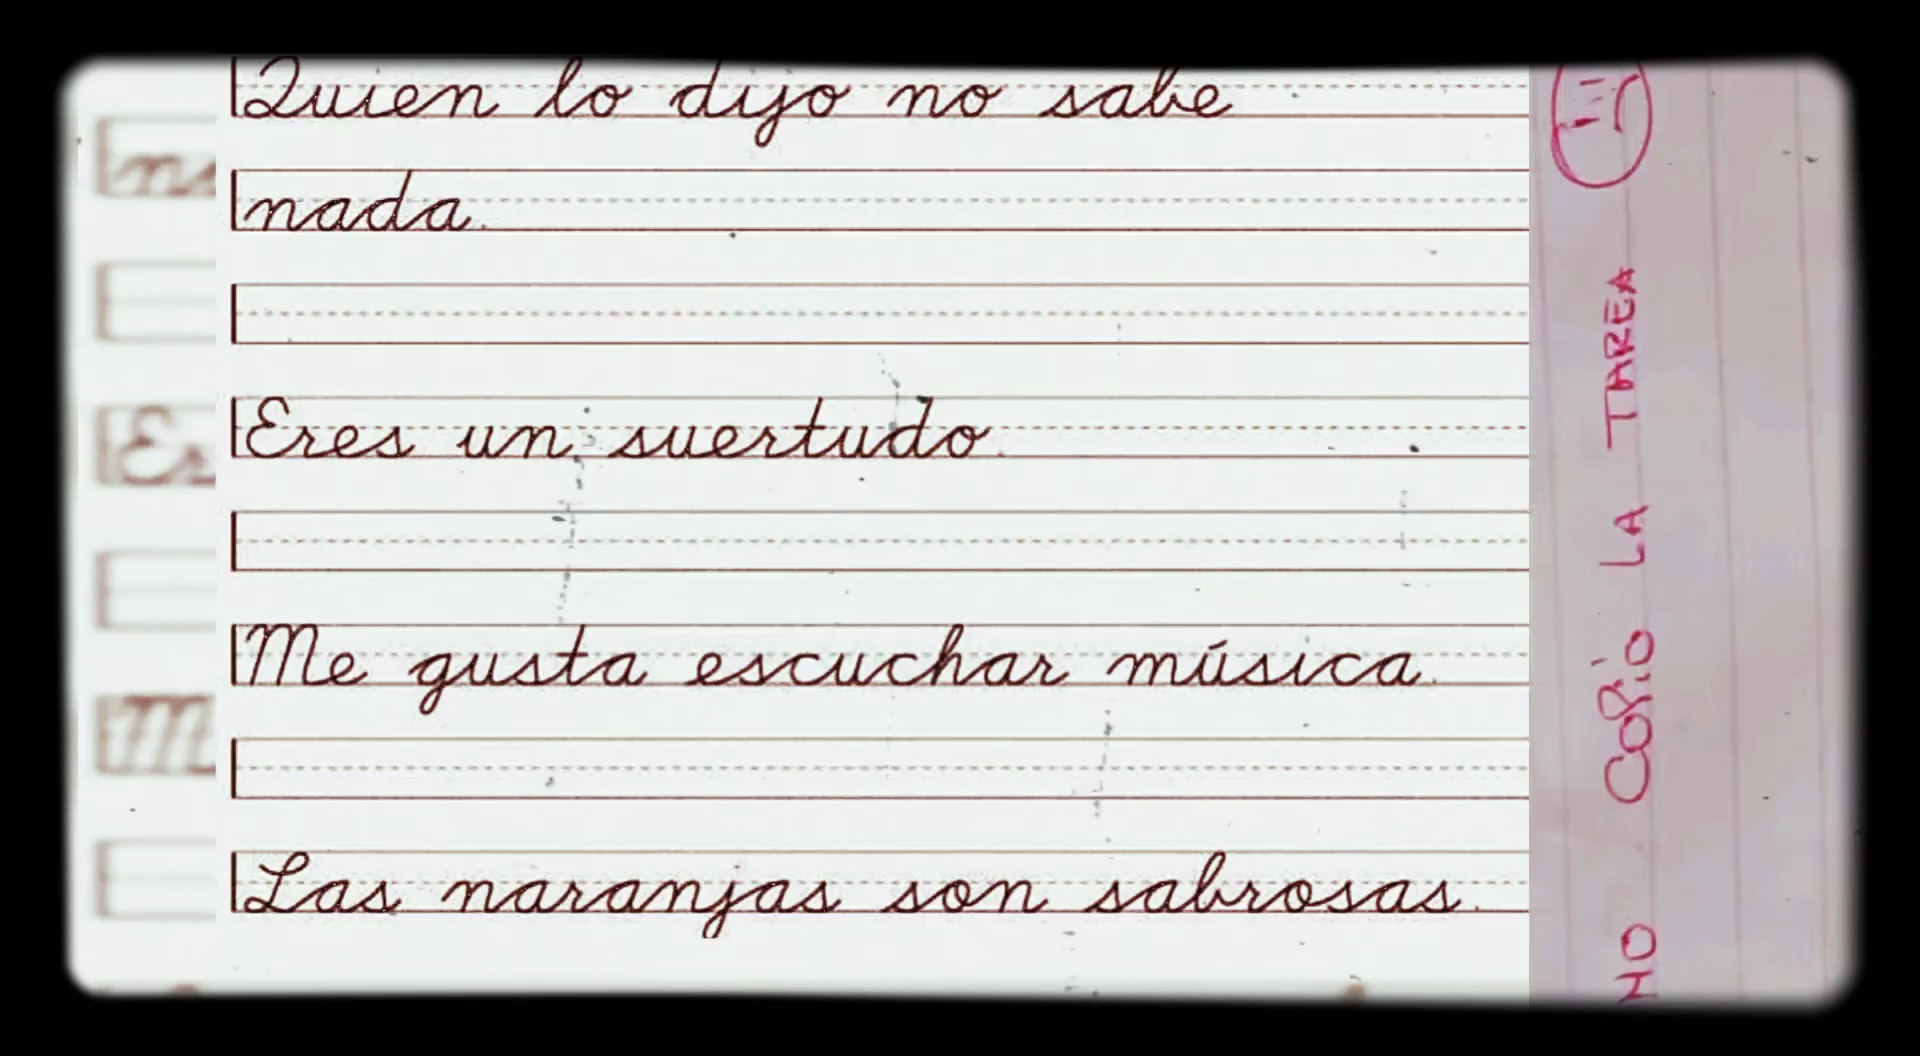 Quien lo dijo no sabe
nada.
Eres un suertudo.
Me gusta escuchar música.
Las naranjas son sabrosas.
NO COPiÓ LA TAREA